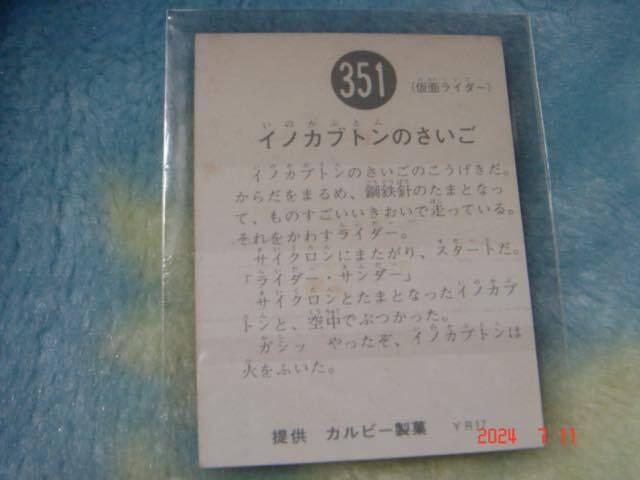 351
(仮面ライダー)
イノカブトンのさいご
イノカブトンのさいごのこうげきだ。
からだをまるめ、鋼鉄針のたまとなっ
て、ものすごいいきおいで走っている。
それをかわすライダー。
サイクロンにまたがり、スタートだ。
「ライダー・サンダー」
サイクロンとたまとなったイノカブ
トンと、空中でぶつかった。
ガシッ やったぞ、イノカブトンは
火をふいた。
提供 カルビー製菓 YR17
2024 7 11